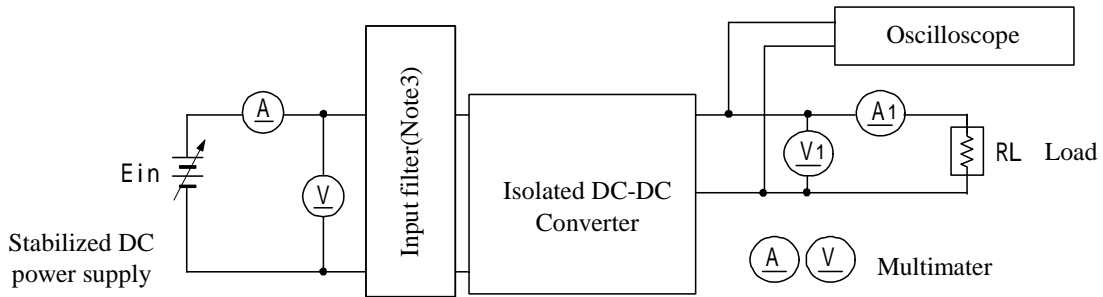 Oscilloscope
A
A1
Input filter(Note3)
Ein
V
V1
RL Load
Isolated DC-DC
Converter
Stabilized DC
power supply
A V Multimater